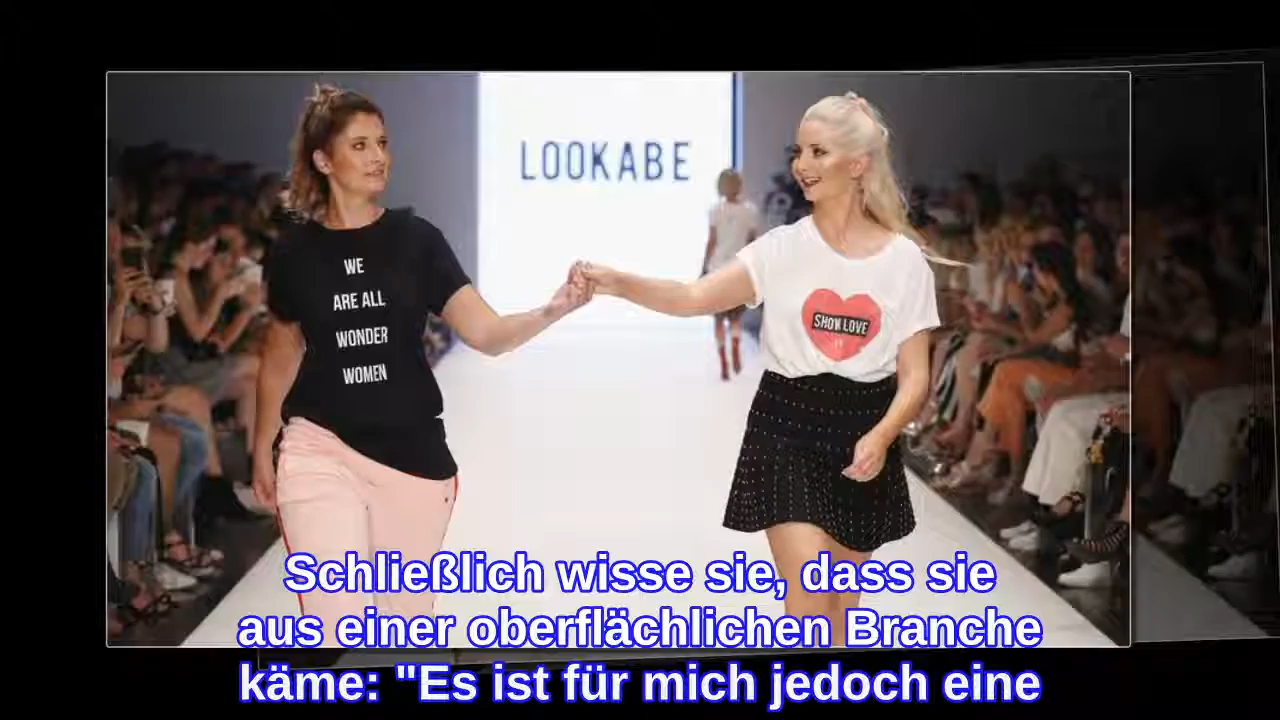 LOOKABE
WE
ARE ALL
WONDER
WOMEN
SHOW LOVE
Schließlich wisse sie, dass sie
aus einer oberflächlichen Branche
käme: "Es ist für mich jedoch eine